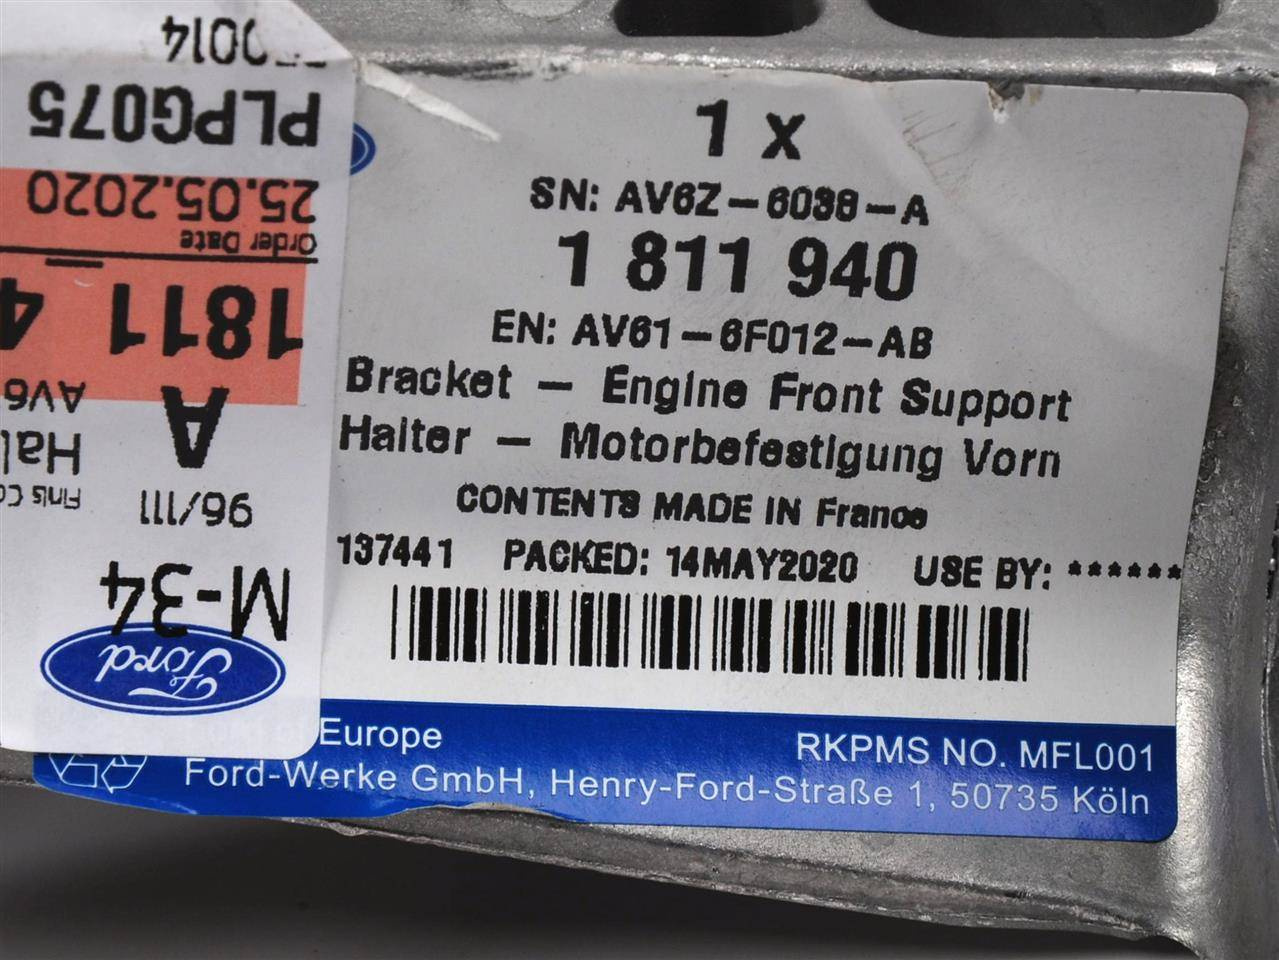 1 x
SN: AV6Z-6038-A
1 811 940
EN: AV61-6F012-AB
Bracket - Engine Front Support
Halter - Motorbefestigung Vorn
CONTENTS MADE IN France
137441 PACKED: 14MAY2020 USE BY: ******
Europe
RKPMS NO. MFL001
Ford-Werke GmbH, Henry-Ford-Straße 1, 50735 Köln
Ford
M-34
96/111
A
1811 4
Order Date
25.05.2020
PLPG075